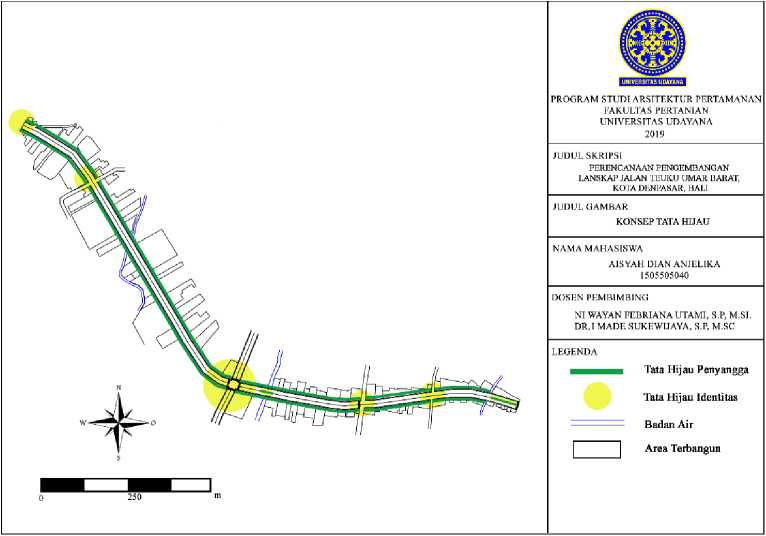 UNIVERSITAS UDAYANA
PROGRAM STUDI ARSITEKTUR PERTAMANAN
FAKULTAS PERTANIAN
UNIVERSITAS UDAYANA
2019
JUDUL SKRIPSI
PERENCANAAN PENGEMBANGAN
LANSKAP JALAN TEUKU UMAR BARAT,
KOTA DENPASAR, BALI
JUDUL GAMBAR
KONSEP TATA HIJAU
NAMA MAHASISWA
AISYAH DIAN ANJELIKA
1505505040
DOSEN PEMBIMBING
NI WAYAN FEBRIANA UTAMI, S.P, M.SI.
DR, I MADE SUKEWIJAYA, S.P, M.SC
LEGENDA
Tata Hijau Penyangga
Tata Hijau Identitas
Badan Air
Area Terbangun
N
W O
S
0 250 m